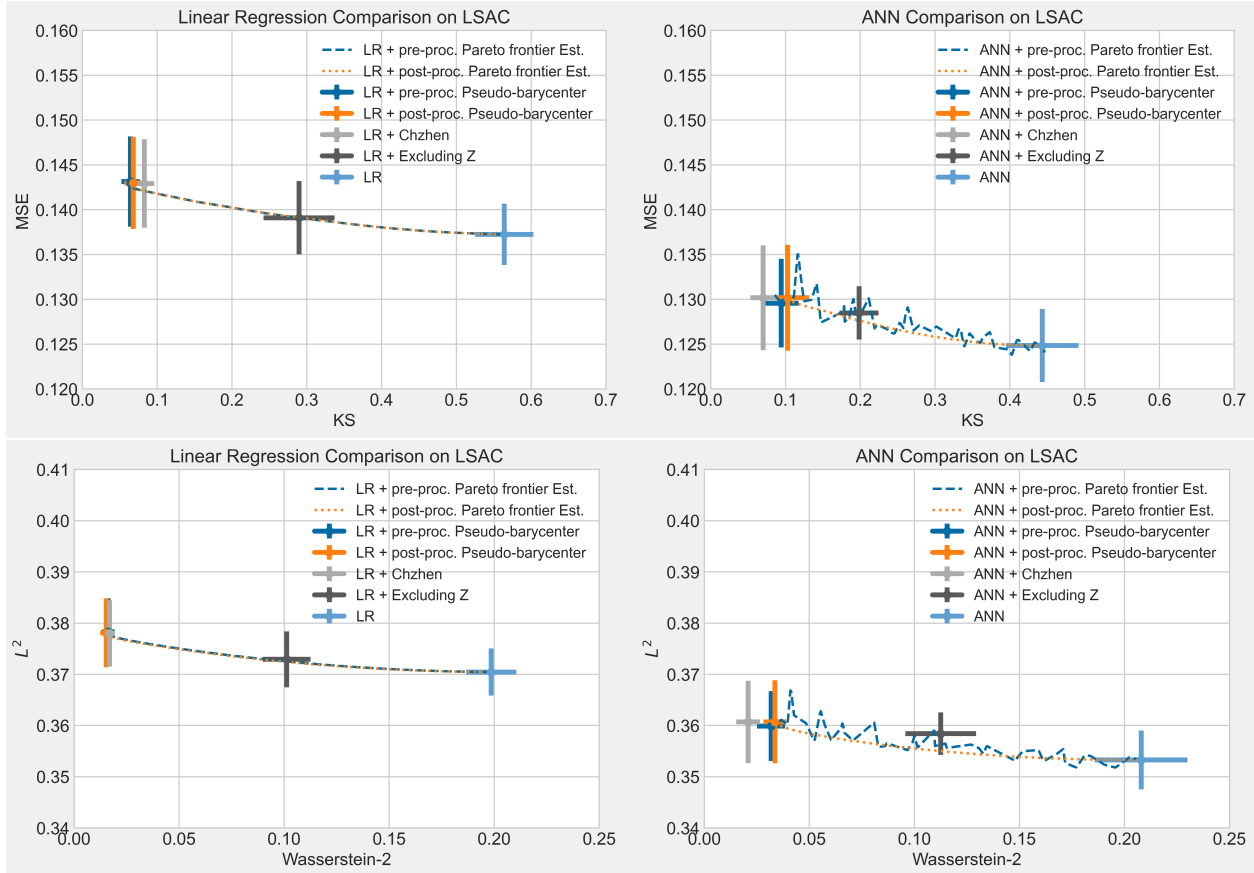 Linear Regression Comparison on LSAC
0.160
0.155
0.150
0.145
0.140
0.135
0.130
0.125
0.120
MSE
LR + pre-proc. Pareto frontier Est.
LR + post-proc. Pareto frontier Est.
LR + pre-proc. Pseudo-barycenter
LR + post-proc. Pseudo-barycenter
LR + Chzhen
LR + Excluding Z
LR
0.0 0.1 0.2 0.3 0.4 0.5 0.6 0.7
KS
ANN Comparison on LSAC
0.160
0.155
0.150
0.145
0.140
0.135
0.130
0.125
0.120
MSE
ANN + pre-proc. Pareto frontier Est.
ANN + post-proc. Pareto frontier Est.
ANN + pre-proc. Pseudo-barycenter
ANN + post-proc. Pseudo-barycenter
ANN + Chzhen
ANN + Excluding Z
ANN
0.0 0.1 0.2 0.3 0.4 0.5 0.6 0.7
KS
Linear Regression Comparison on LSAC
0.41
0.40
0.39
0.38
0.37
0.36
0.35
0.34
L²
LR + pre-proc. Pareto frontier Est.
LR + post-proc. Pareto frontier Est.
LR + pre-proc. Pseudo-barycenter
LR + post-proc. Pseudo-barycenter
LR + Chzhen
LR + Excluding Z
LR
0.00 0.05 0.10 0.15 0.20 0.25
Wasserstein-2
ANN Comparison on LSAC
0.41
0.40
0.39
0.38
0.37
0.36
0.35
0.34
L²
ANN + pre-proc. Pareto frontier Est.
ANN + post-proc. Pareto frontier Est.
ANN + pre-proc. Pseudo-barycenter
ANN + post-proc. Pseudo-barycenter
ANN + Chzhen
ANN + Excluding Z
ANN
0.00 0.05 0.10 0.15 0.20 0.25
Wasserstein-2